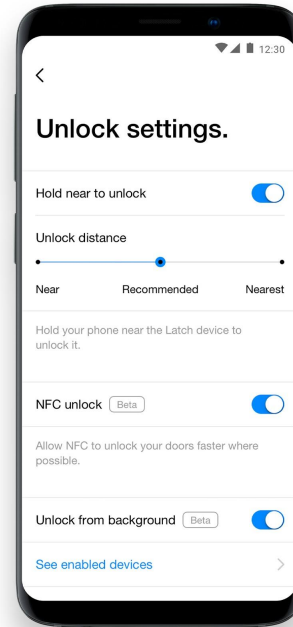 12:30
Unlock settings.
Hold near to unlock
Unlock distance
Near Recommended Nearest
Hold your phone near the Latch device to
unlock it.
NFC unlock Beta
Allow NFC to unlock your doors faster where
possible.
Unlock from background Beta
See enabled devices